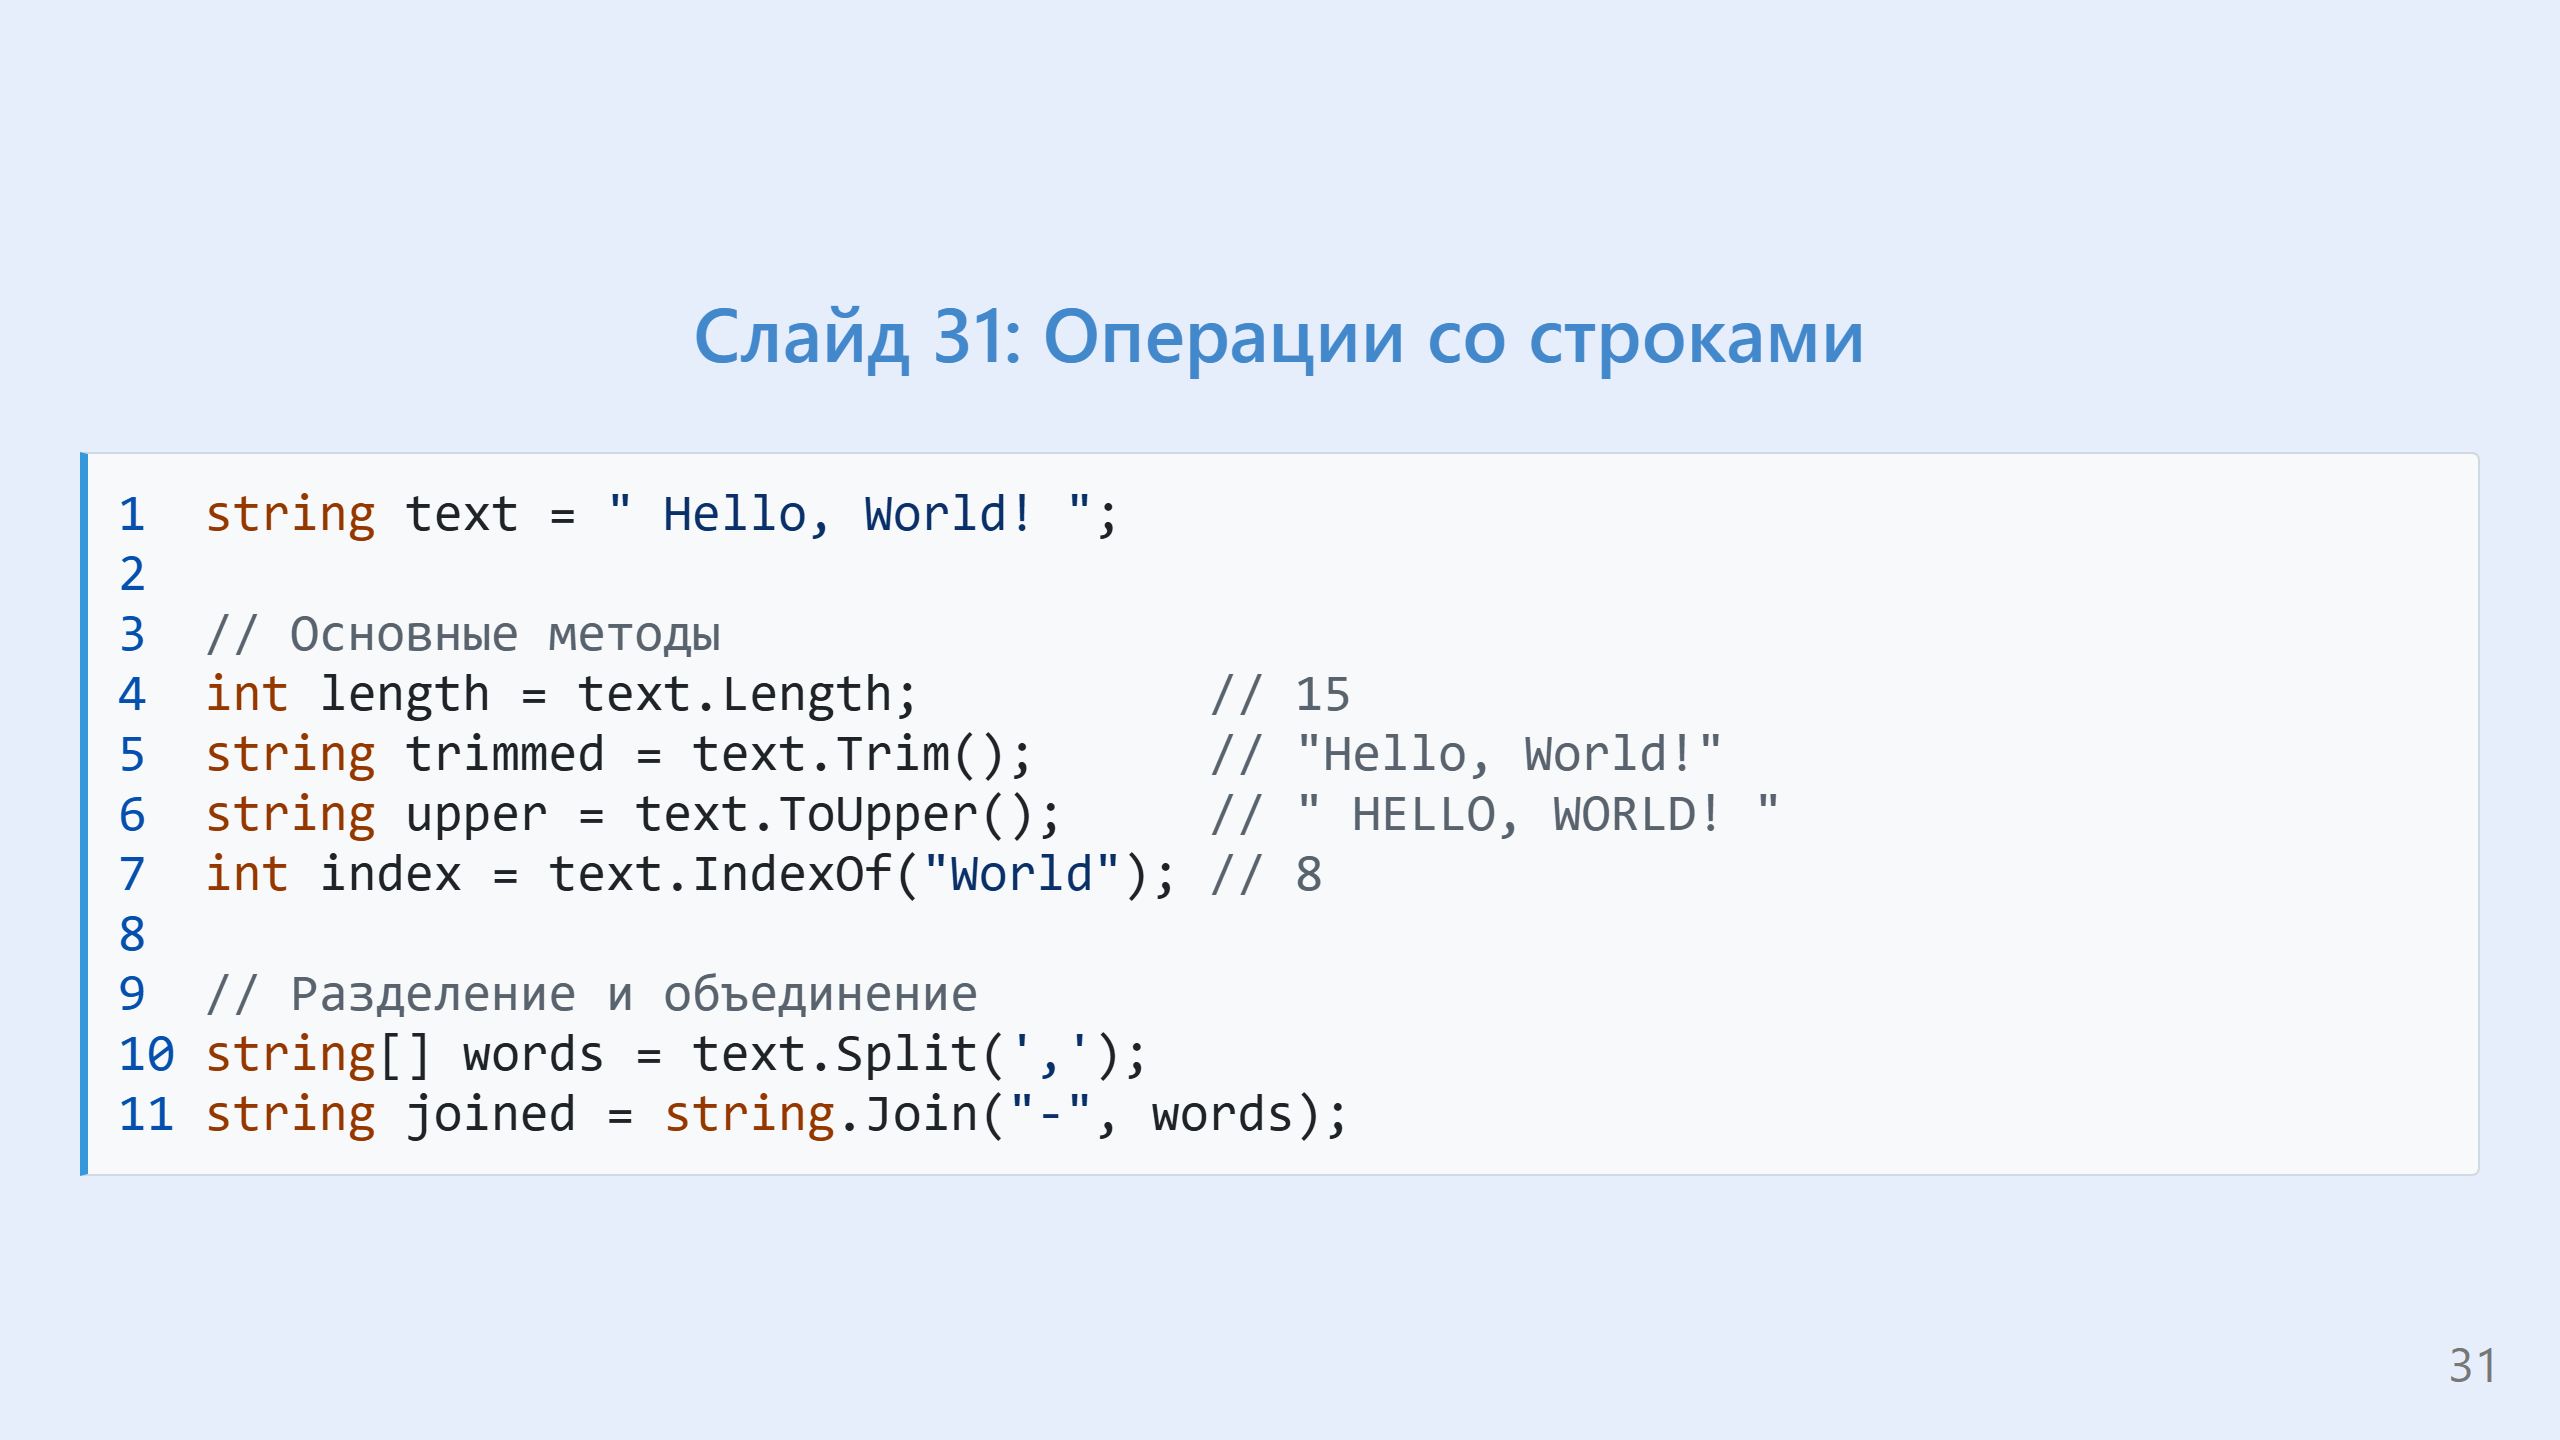 Слайд 31: Операции со строками
1 string text = " Hello, World! ";
2
3 // Основные методы
4 int length = text.Length;          // 15
5 string trimmed = text.Trim();      // "Hello, World!"
6 string upper = text.ToUpper();     // " HELLO, WORLD! "
7 int index = text.IndexOf("World"); // 8
8
9 // Разделение и объединение
10 string[] words = text.Split(',');
11 string joined = string.Join("-", words);
31